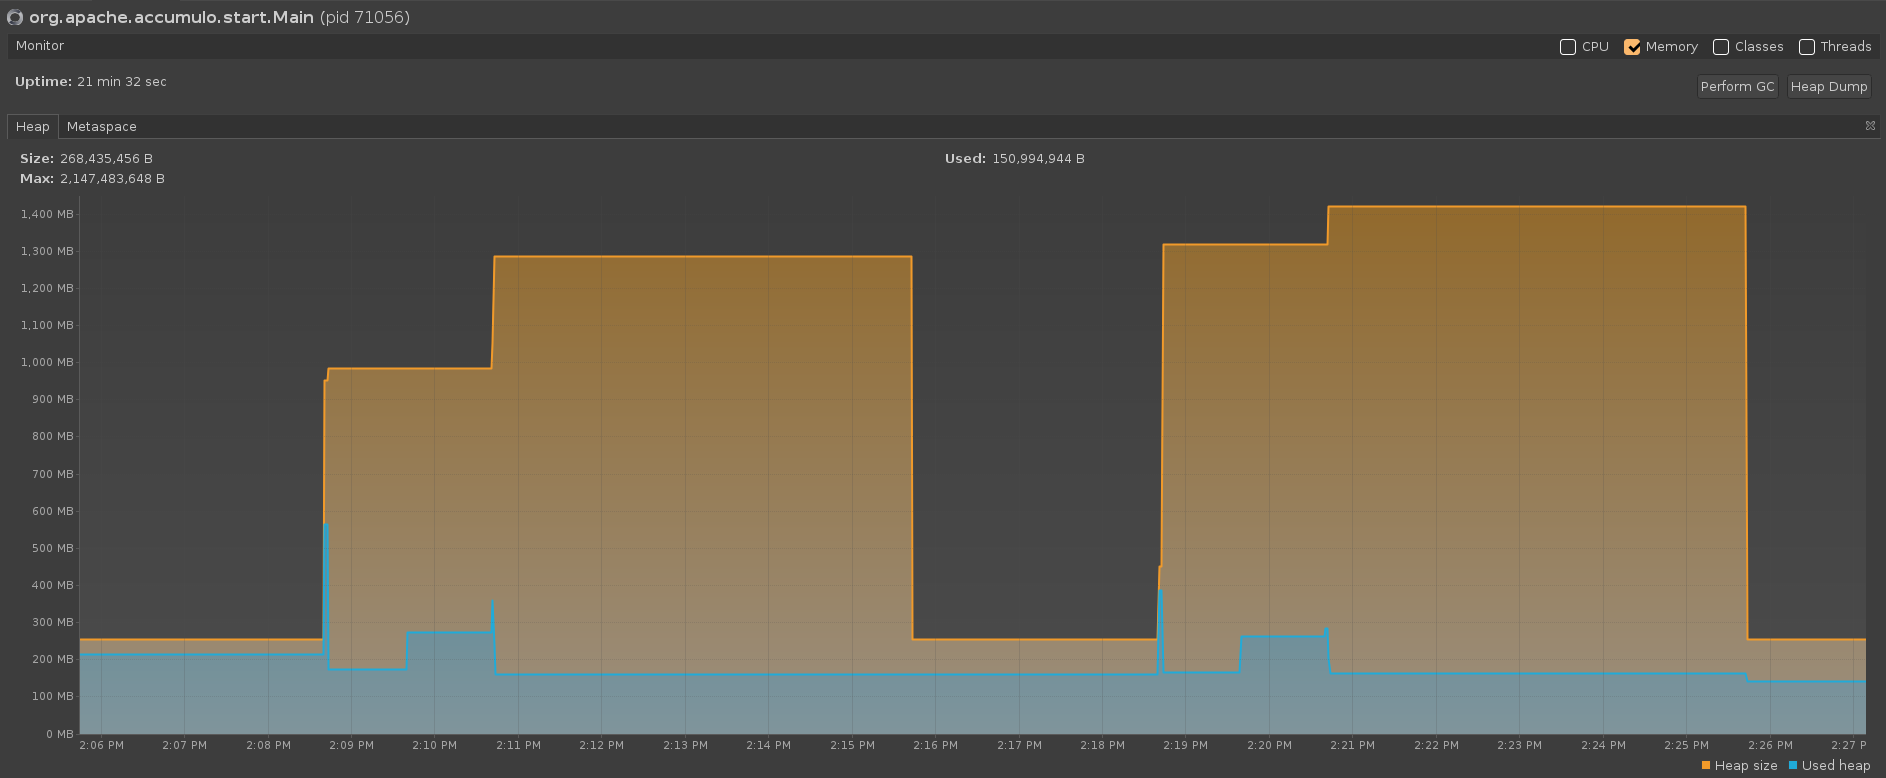 org.apache.accumulo.start.Main (pid 71056)
Monitor
CPU Memory Classes Threads
Uptime: 21 min 32 sec
Perform GC Heap Dump
Heap Metaspace
Size: 268,435,456 B Used: 150,994,944 B
Max: 2,147,483,648 B
1,400 MB
1,300 MB
1,200 MB
1,100 MB
1,000 MB
900 MB
800 MB
700 MB
600 MB
500 MB
400 MB
300 MB
200 MB
100 MB
0 MB
2:06 PM 2:07 PM 2:08 PM 2:09 PM 2:10 PM 2:11 PM 2:12 PM 2:13 PM 2:14 PM 2:15 PM 2:16 PM 2:17 PM 2:18 PM 2:19 PM 2:20 PM 2:21 PM 2:22 PM 2:23 PM 2:24 PM 2:25 PM 2:26 PM 2:27 P
Heap size Used heap